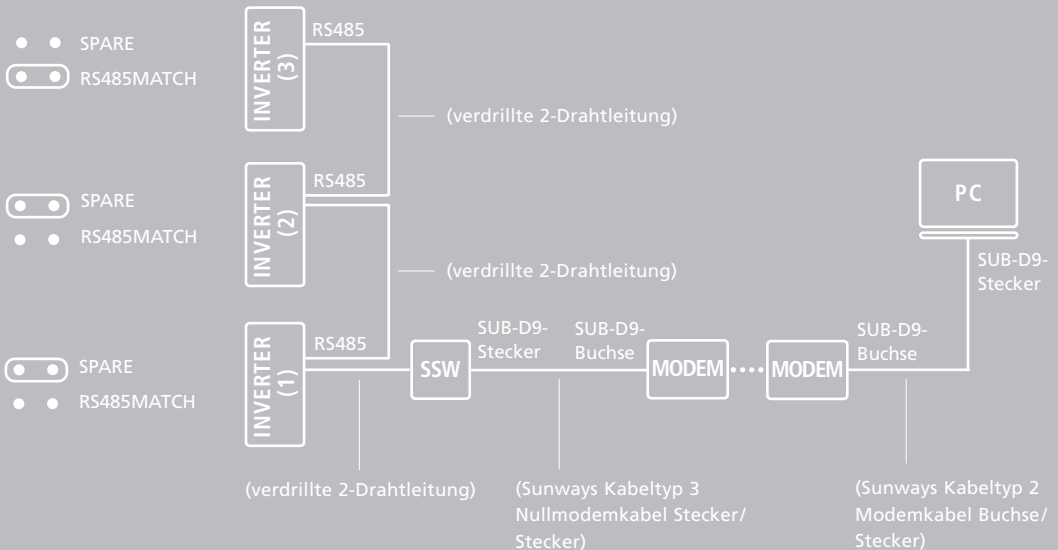 RS485
SPARE
RS485MATCH
INVERTER
(3)
(verdrillte 2-Drahtleitung)
RS485
SPARE
RS485MATCH
INVERTER
(2)
PC
SUB-D9-
Stecker
(verdrillte 2-Drahtleitung)
RS485
SPARE
RS485MATCH
INVERTER
(1)
SSW
SUB-D9-
Stecker
SUB-D9-
Buchse
MODEM
MODEM
SUB-D9-
Buchse
(verdrillte 2-Drahtleitung)
(Sunways Kabeltyp 3
Nullmodemkabel Stecker/
Stecker)
(Sunways Kabeltyp 2
Modemkabel Buchse/
Stecker)